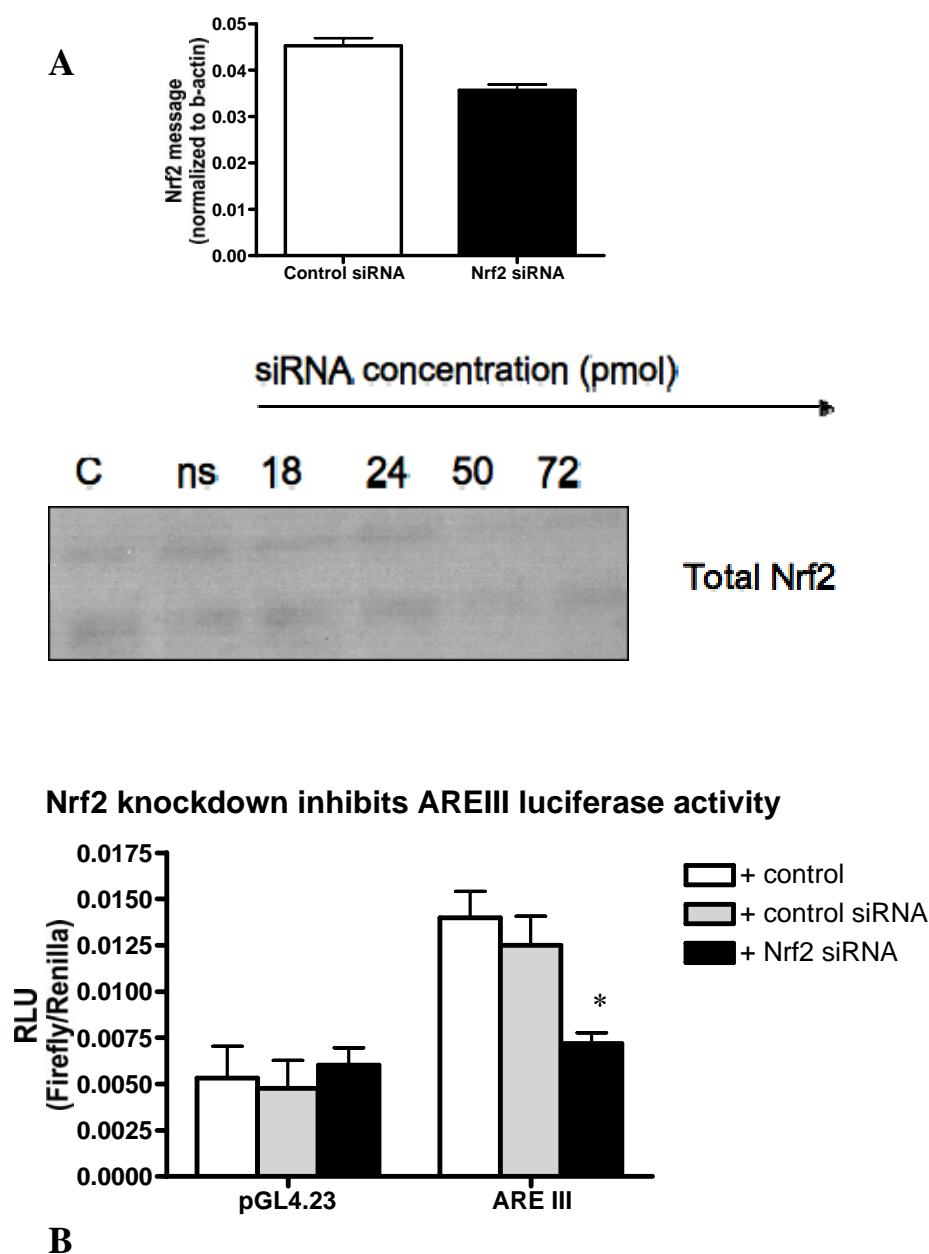 A
Nrf2 message
(normalized to b-actin)
0.05
0.04
0.03
0.02
0.01
0.00
Control siRNA
Nrf2 siRNA
siRNA concentration (pmol)
C ns 18 24 50 72
Total Nrf2
Nrf2 knockdown inhibits AREIII luciferase activity
RLU
(Firefly/Renilla)
0.0175
0.0150
0.0125
0.0100
0.0075
0.0050
0.0025
0.0000
*
pGL4.23
ARE III
+ control
+ control siRNA
+ Nrf2 siRNA
B